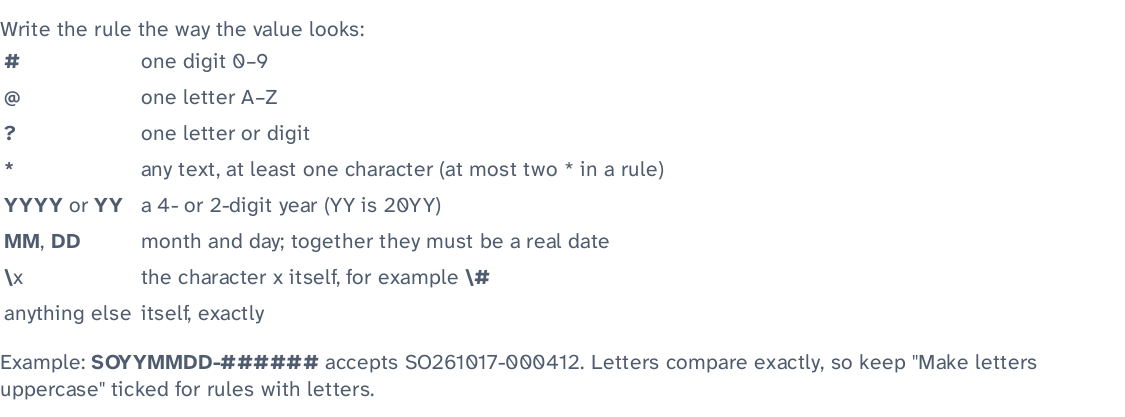 Write the rule the way the value looks:
# one digit 0–9
@ one letter A–Z
? one letter or digit
* any text, at least one character (at most two * in a rule)
YYYY or YY a 4- or 2-digit year (YY is 20YY)
MM, DD month and day; together they must be a real date
\x the character x itself, for example \#
anything else itself, exactly
Example: SOYYMMDD-###### accepts SO261017-000412. Letters compare exactly, so keep "Make letters
uppercase" ticked for rules with letters.